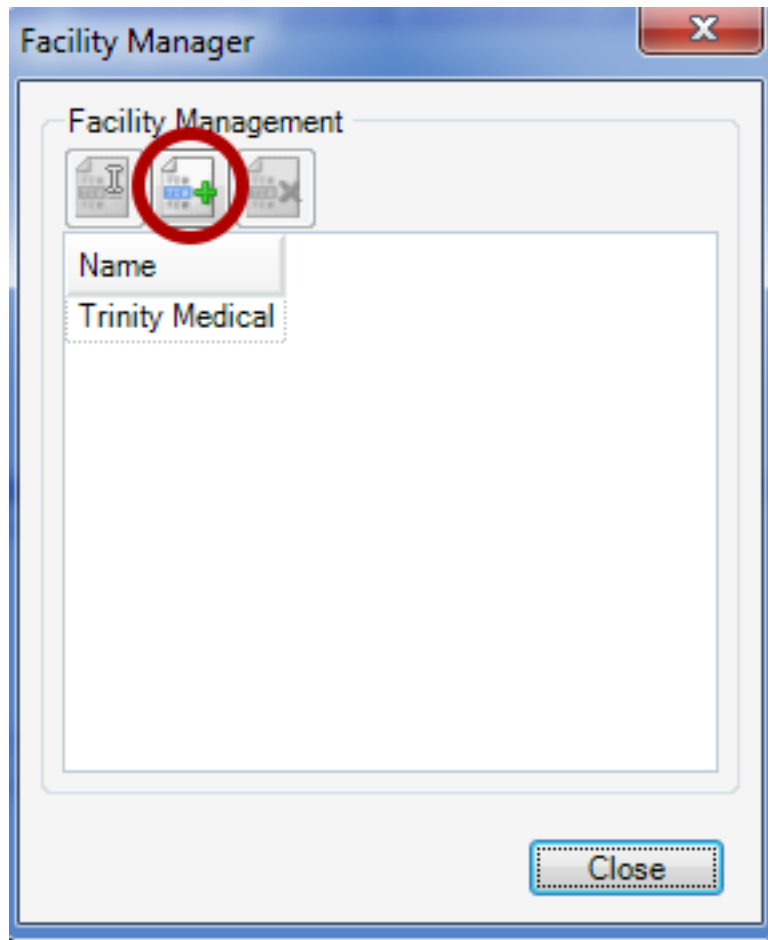 Facility Manager
x
Facility Management
Name
Trinity Medical
Close